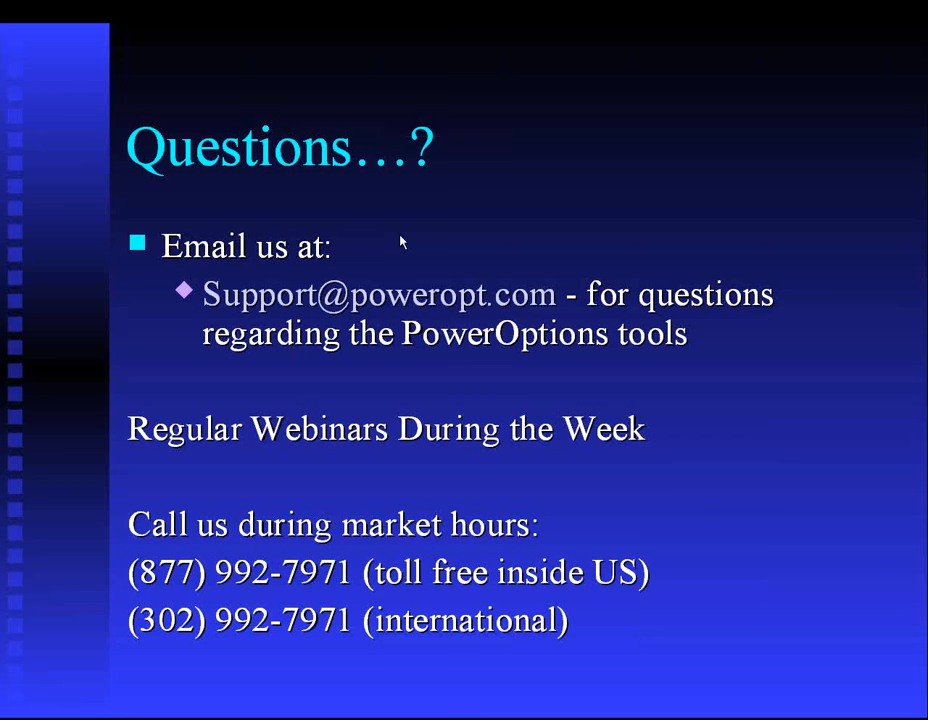 Questions…?
Email us at:
Support@poweropt.com - for questions
regarding the PowerOptions tools
Regular Webinars During the Week
Call us during market hours:
(877) 992-7971 (toll free inside US)
(302) 992-7971 (international)